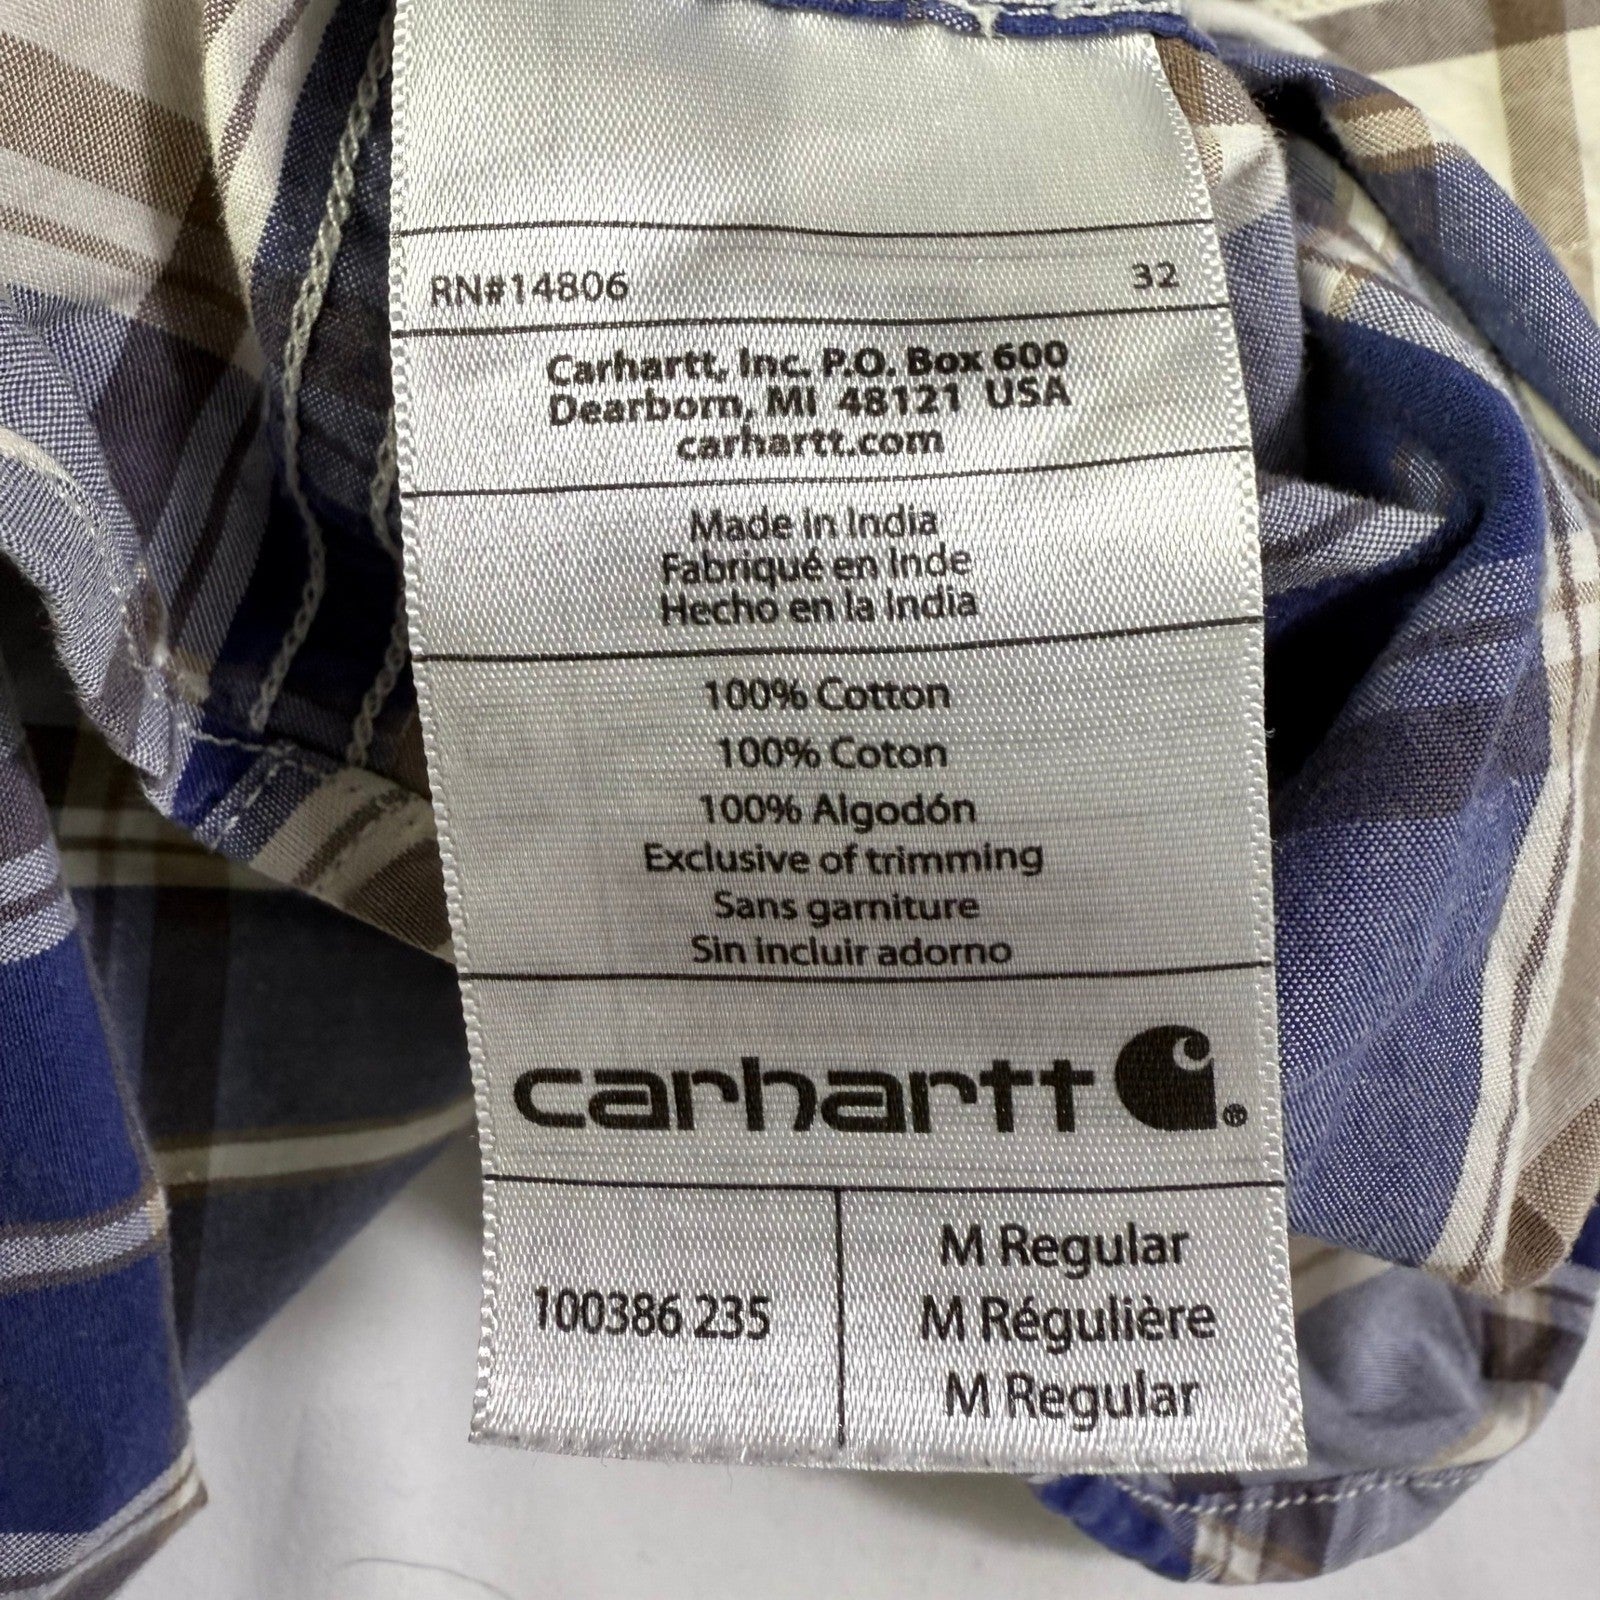 RN#14806 32
Carhartt, Inc. P.O. Box 600
Dearborn, MI 48121 USA
carhartt.com
Made in India
Fabriqué en Inde
Hecho en la India
100% Cotton
100% Coton
100% Algodón
Exclusive of trimming
Sans garniture
Sin incluir adorno
carhartt ®
100386 235
M Regular
M Régulière
M Regular